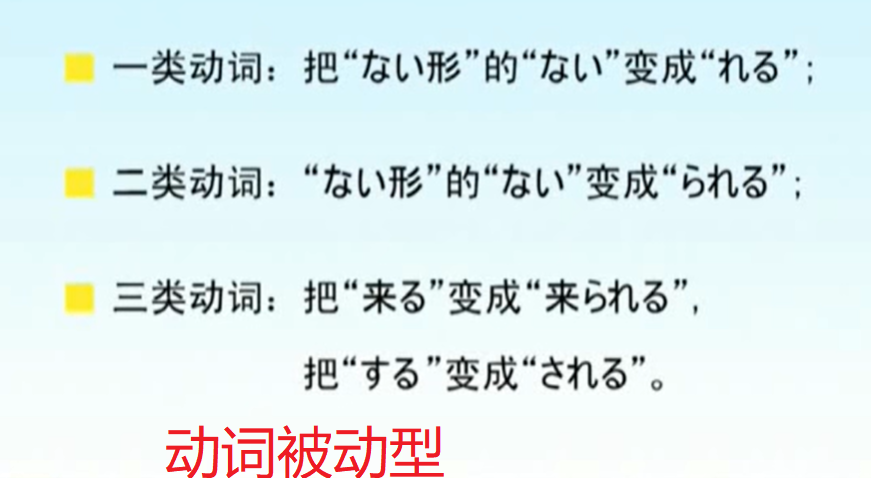 一类动词：把“ない形”的“ない”变成“れる”；
二类动词：“ない形”的“ない”变成“られる”；
三类动词：把“来る”变成“来られる”，
把“する”变成“される”。
动词被动型